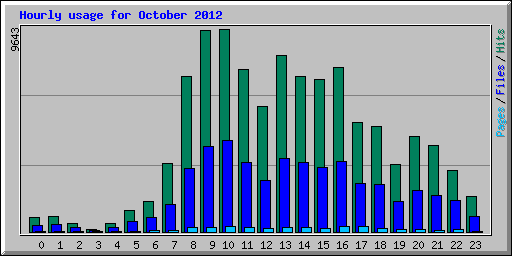 Hourly usage for October 2012
9643
Pages / Files / Hits
0 1 2 3 4 5 6 7 8 9 10 11 12 13 14 15 16 17 18 19 20 21 22 23